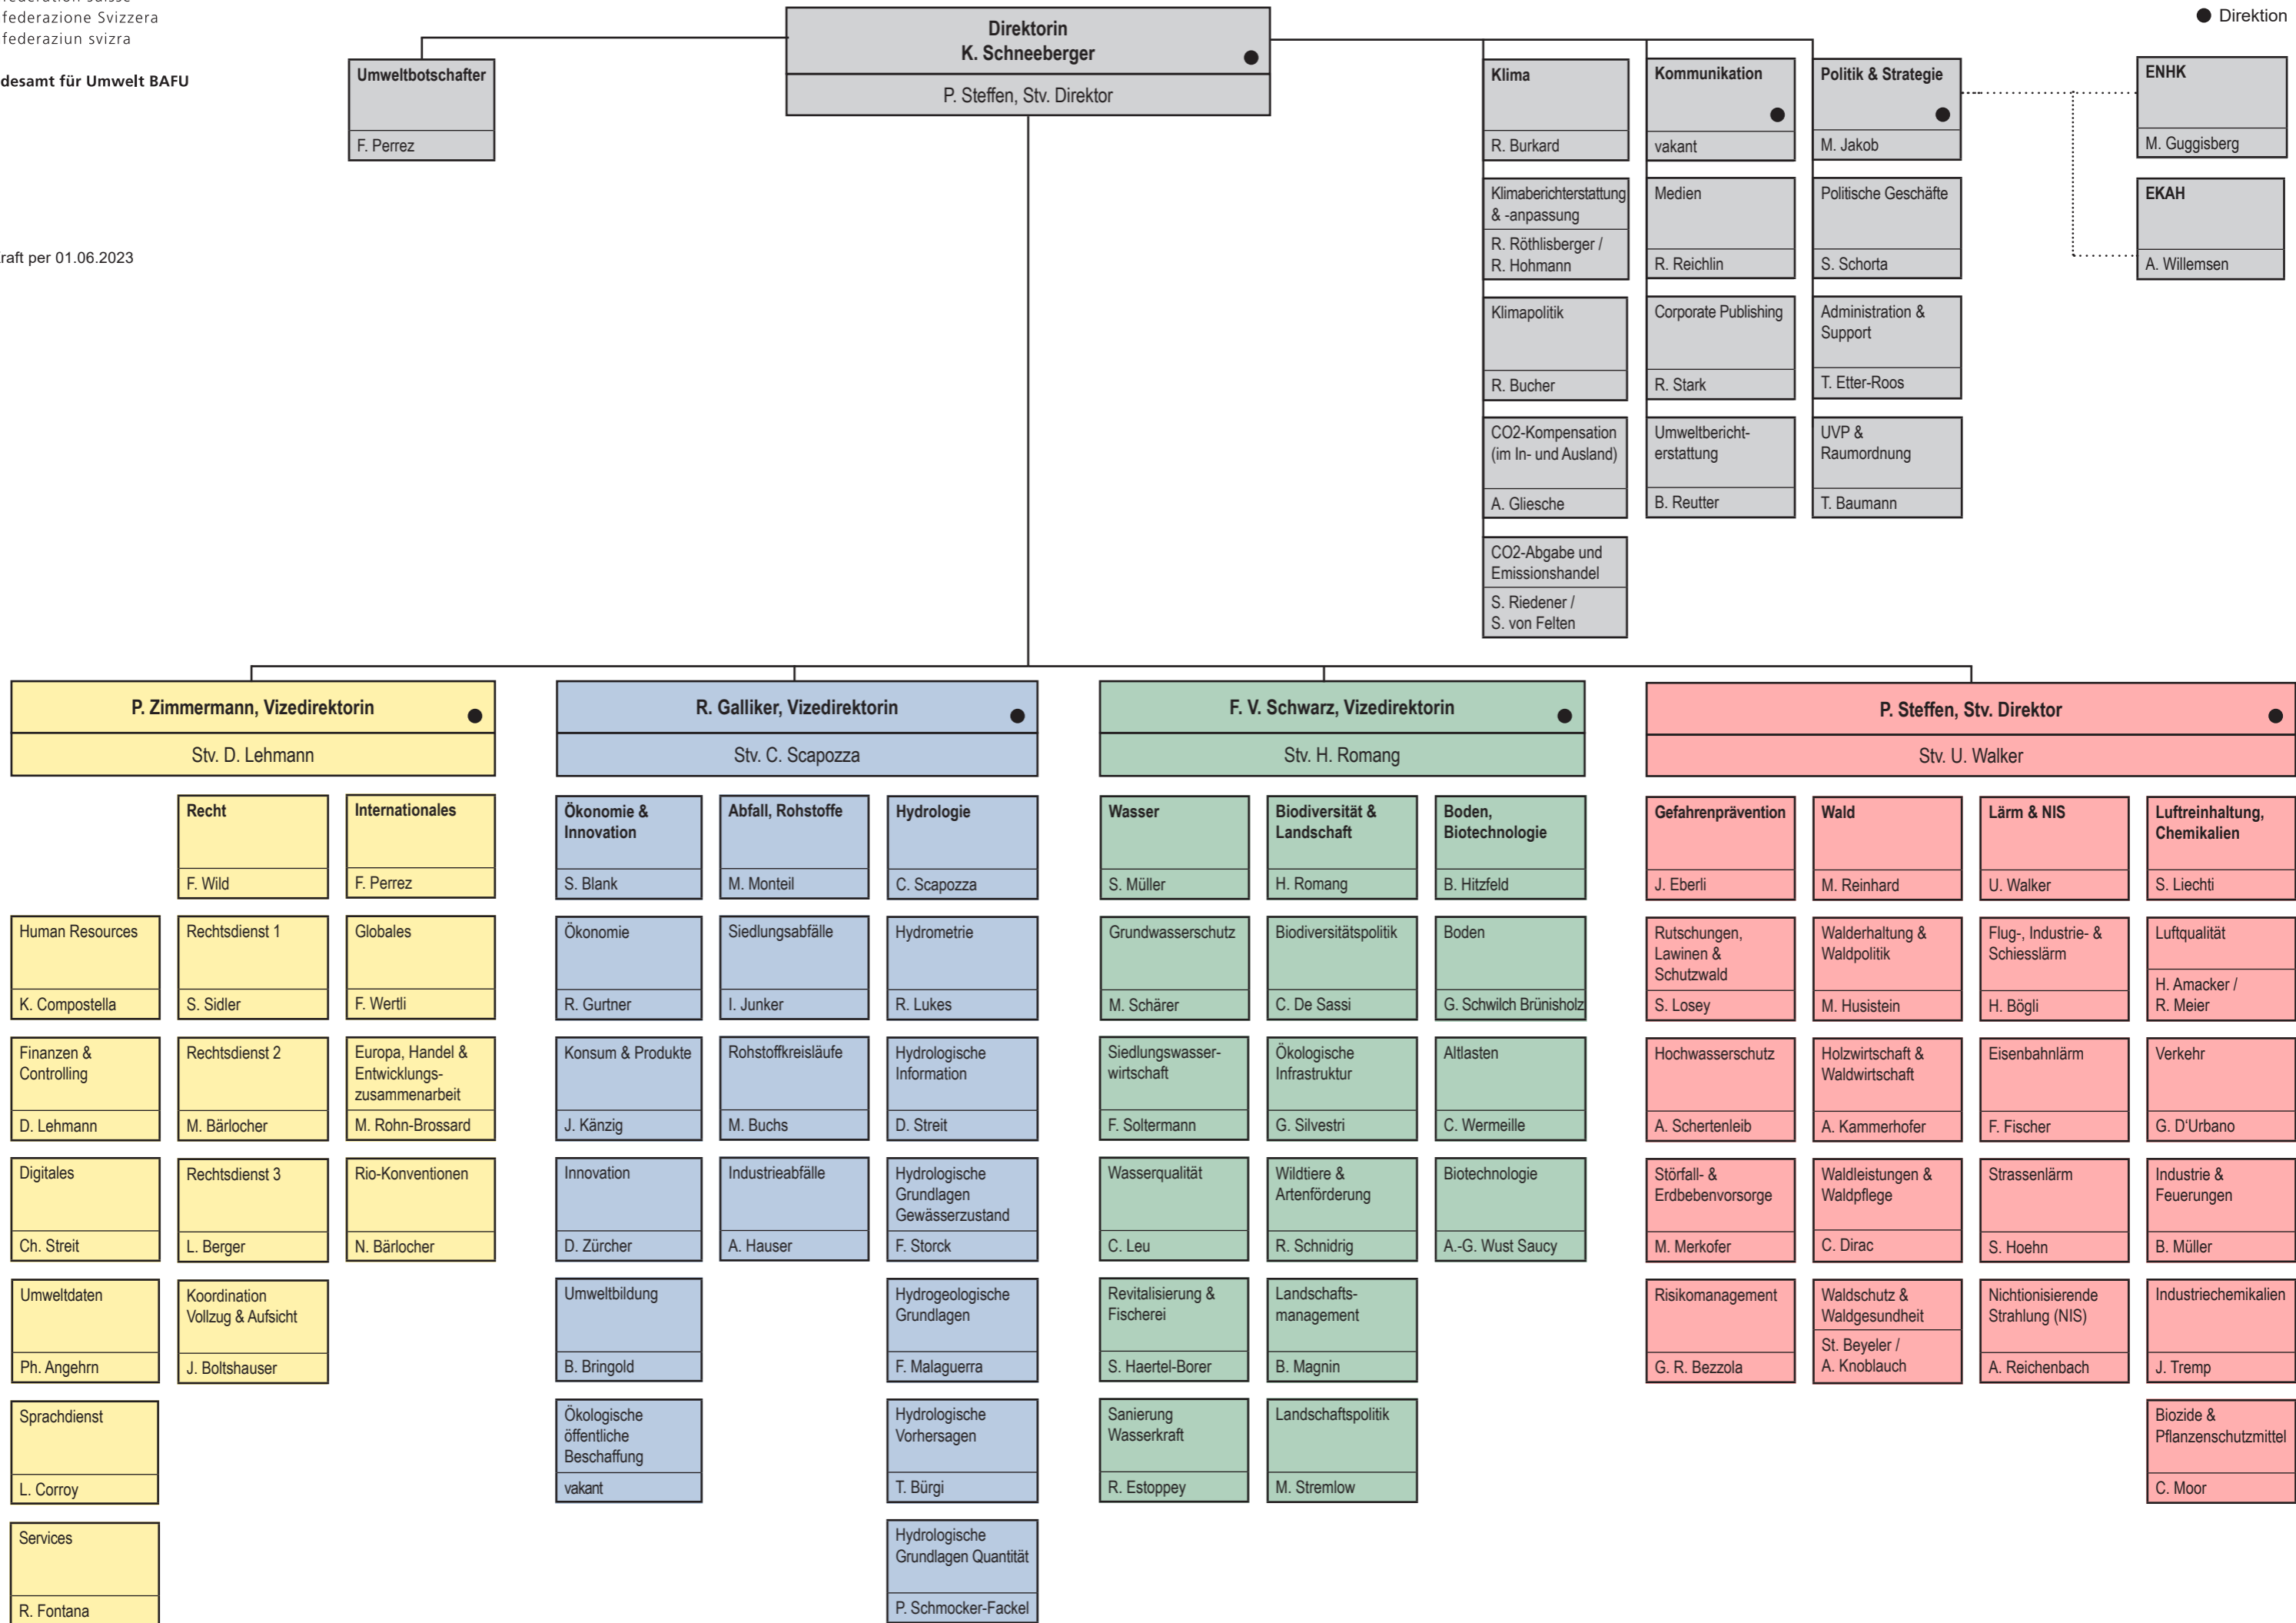 federazione Svizzera
federaziun svizra
desamt für Umwelt BAFU
raft per 01.06.2023
Direktion
Direktorin
K. Schneeberger
P. Steffen, Stv. Direktor
Umweltbotschafter
F. Perrez
Klima
R. Burkard
Klimaberichterstattung
& -anpassung
R. Röthlisberger /
R. Hohmann
Klimapolitik
R. Bucher
CO2-Kompensation
(im In- und Ausland)
A. Gliesche
CO2-Abgabe und
Emissionshandel
S. Riedener /
S. von Felten
Kommunikation
vakant
Medien
R. Reichlin
Corporate Publishing
R. Stark
Umweltbericht-
erstattung
B. Reutter
Politik & Strategie
M. Jakob
Politische Geschäfte
S. Schorta
Administration &
Support
T. Etter-Roos
UVP &
Raumordnung
T. Baumann
ENHK
M. Guggisberg
EKAH
A. Willemsen
P. Zimmermann, Vizedirektorin
Stv. D. Lehmann
Human Resources
K. Compostella
Finanzen &
Controlling
D. Lehmann
Digitales
Ch. Streit
Umweltdaten
Ph. Angehrn
Sprachdienst
L. Corroy
Services
R. Fontana
Recht
F. Wild
Rechtsdienst 1
S. Sidler
Rechtsdienst 2
M. Bärlocher
Rechtsdienst 3
L. Berger
Koordination
Vollzug & Aufsicht
J. Boltshauser
Internationales
F. Perrez
Globales
F. Wertli
Europa, Handel &
Entwicklungs-
zusammenarbeit
M. Rohn-Brossard
Rio-Konventionen
N. Bärlocher
R. Galliker, Vizedirektorin
Stv. C. Scapozza
Ökonomie &
Innovation
S. Blank
Ökonomie
R. Gurtner
Konsum & Produkte
J. Känzig
Innovation
D. Zürcher
Umweltbildung
B. Bringold
Ökologische
öffentliche
Beschaffung
vakant
Abfall, Rohstoffe
M. Monteil
Siedlungsabfälle
I. Junker
Rohstoffkreisläufe
M. Buchs
Industrieabfälle
A. Hauser
Hydrologie
C. Scapozza
Hydrometrie
R. Lukes
Hydrologische
Information
D. Streit
Hydrologische
Grundlagen
Gewässerzustand
F. Storck
Hydrogeologische
Grundlagen
F. Malaguerra
Hydrologische
Vorhersagen
T. Bürgi
Hydrologische
Grundlagen Quantität
P. Schmocker-Fackel
F. V. Schwarz, Vizedirektorin
Stv. H. Romang
Wasser
S. Müller
Grundwasserschutz
M. Schärer
Siedlungswasser-
wirtschaft
F. Soltermann
Wasserqualität
C. Leu
Revitalisierung &
Fischerei
S. Haertel-Borer
Sanierung
Wasserkraft
R. Estoppey
Biodiversität &
Landschaft
H. Romang
Biodiversitätspolitik
C. De Sassi
Ökologische
Infrastruktur
G. Silvestri
Wildtiere &
Artenförderung
R. Schnidrig
Landschafts-
management
B. Magnin
Landschaftspolitik
M. Stremlow
Boden,
Biotechnologie
B. Hitzfeld
Boden
G. Schwilch Brünisholz
Altlasten
C. Wermeille
Biotechnologie
A.-G. Wust Saucy
P. Steffen, Stv. Direktor
Stv. U. Walker
Gefahrenprävention
J. Eberli
Rutschungen,
Lawinen &
Schutzwald
S. Losey
Hochwasserschutz
A. Schertenleib
Störfall- &
Erdbebenvorsorge
M. Merkofer
Risikomanagement
G. R. Bezzola
Wald
M. Reinhard
Walderhaltung &
Waldpolitik
M. Husistein
Holzwirtschaft &
Waldwirtschaft
A. Kammerhofer
Waldleistungen &
Waldpflege
C. Dirac
Waldschutz &
Waldgesundheit
St. Beyeler /
A. Knoblauch
Lärm & NIS
U. Walker
Flug-, Industrie- &
Schiesslärm
H. Bögli
Eisenbahnlärm
F. Fischer
Strassenlärm
S. Hoehn
Nichtionisierende
Strahlung (NIS)
A. Reichenbach
Luftreinhaltung,
Chemikalien
S. Liechti
Luftqualität
H. Amacker /
R. Meier
Verkehr
G. D'Urbano
Industrie &
Feuerungen
B. Müller
Industriechemikalien
J. Tremp
Biozide &
Pflanzenschutzmittel
C. Moor